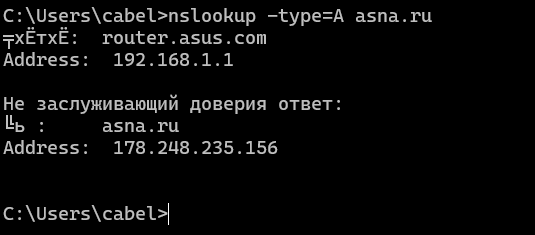 C:\Users\cabel>nslookup -type=A asna.ru
╤хЁтхЁ:  router.asus.com
Address:  192.168.1.1
Не заслуживающий доверия ответ:
╚ь :     asna.ru
Address:  178.248.235.156
C:\Users\cabel>